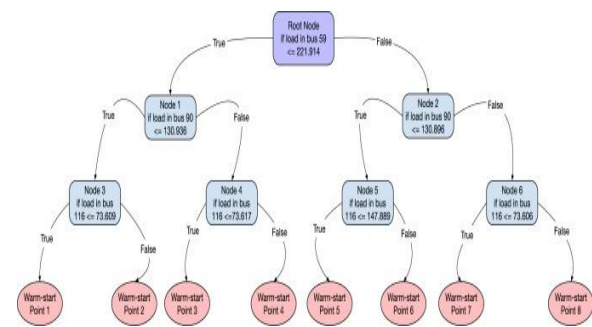 Root Node
if load in bus 59
<= 221.914
True
False
Node 1
if load in bus 90
<= 130.936
Node 2
if load in bus 90
<= 130.896
True
False
True
False
Node 3
if load in bus
116 <= 73.609
Node 4
if load in bus
116 <=73.617
Node 5
if load in bus
116 <= 147.889
Node 6
if load in bus
116 <= 73.606
True
False
True
False
True
False
True
False
Warm-start
Point 1
Warm-start
Point 2
Warm-start
Point 3
Warm-start
Point 4
Warm-start
Point 5
Warm-start
Point 6
Warm-start
Point 7
Warm-start
Point 8